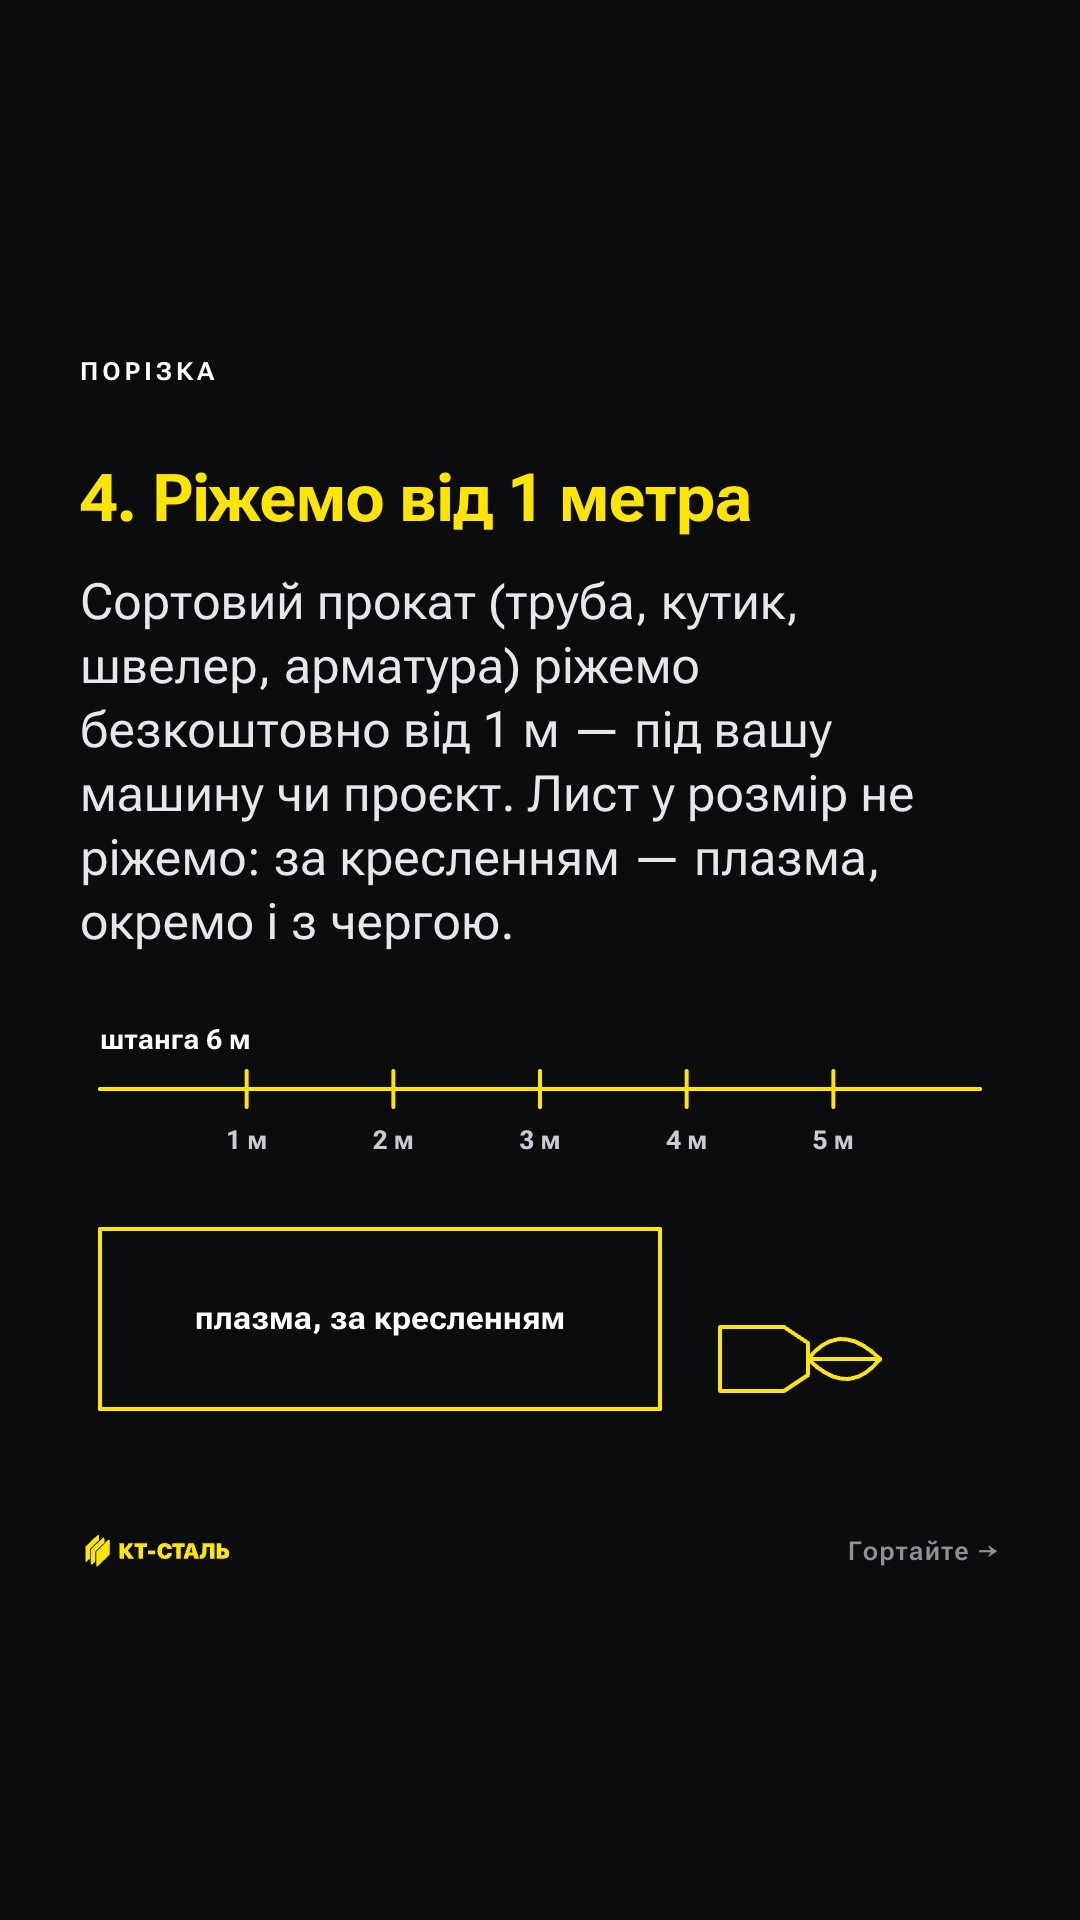 ПОРІЗКА
4. Ріжемо від 1 метра
Сортовий прокат (труба, кутик,
швелер, арматура) ріжемо
безкоштовно від 1 м — під вашу
машину чи проєкт. Лист у розмір не
ріжемо: за кресленням — плазма,
окремо і з чергою.
штанга 6 м
1 м 2 м 3 м 4 м 5 м
плазма, за кресленням
КТ-СТАЛЬ
Гортайте →